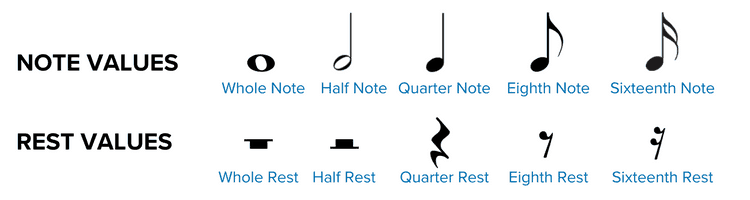 NOTE VALUES
Whole Note Half Note Quarter Note Eighth Note Sixteenth Note
REST VALUES
Whole Rest Half Rest Quarter Rest Eighth Rest Sixteenth Rest